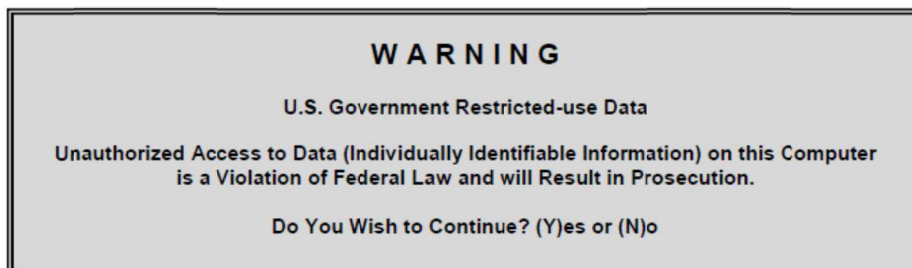 WARNING
U.S. Government Restricted-use Data
Unauthorized Access to Data (Individually Identifiable Information) on this Computer
is a Violation of Federal Law and will Result in Prosecution.
Do You Wish to Continue? (Y)es or (N)o